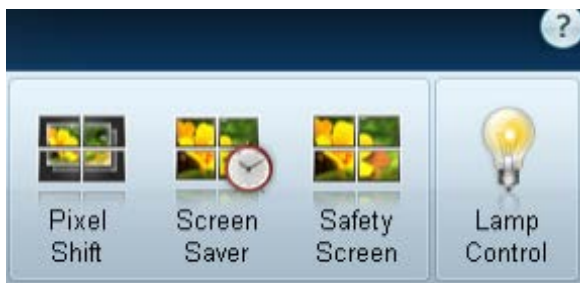 ?
Pixel
Shift
Screen
Saver
Safety
Screen
Lamp
Control